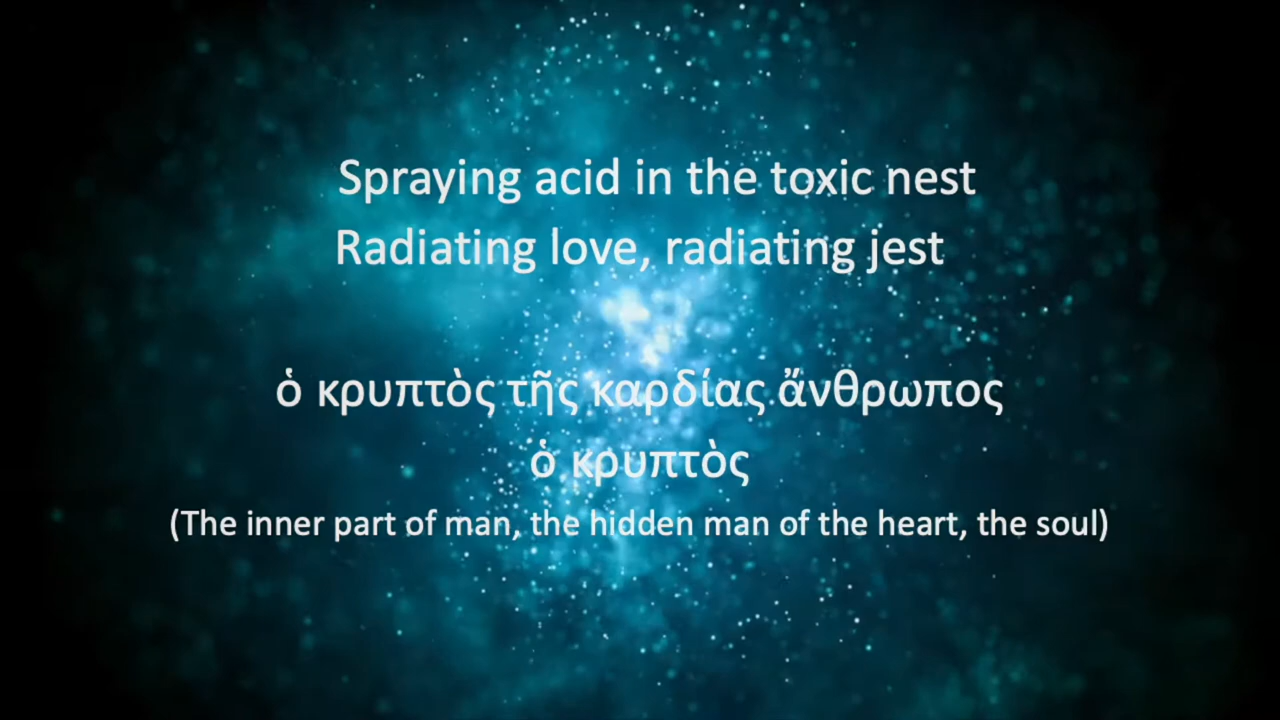 Spraying acid in the toxic nest
Radiating love, radiating jest
ὁ κρυπτὸς τῆς καρδίας ἄνθρωπος
ὁ κρυπτὸς
(The inner part of man, the hidden man of the heart, the soul)